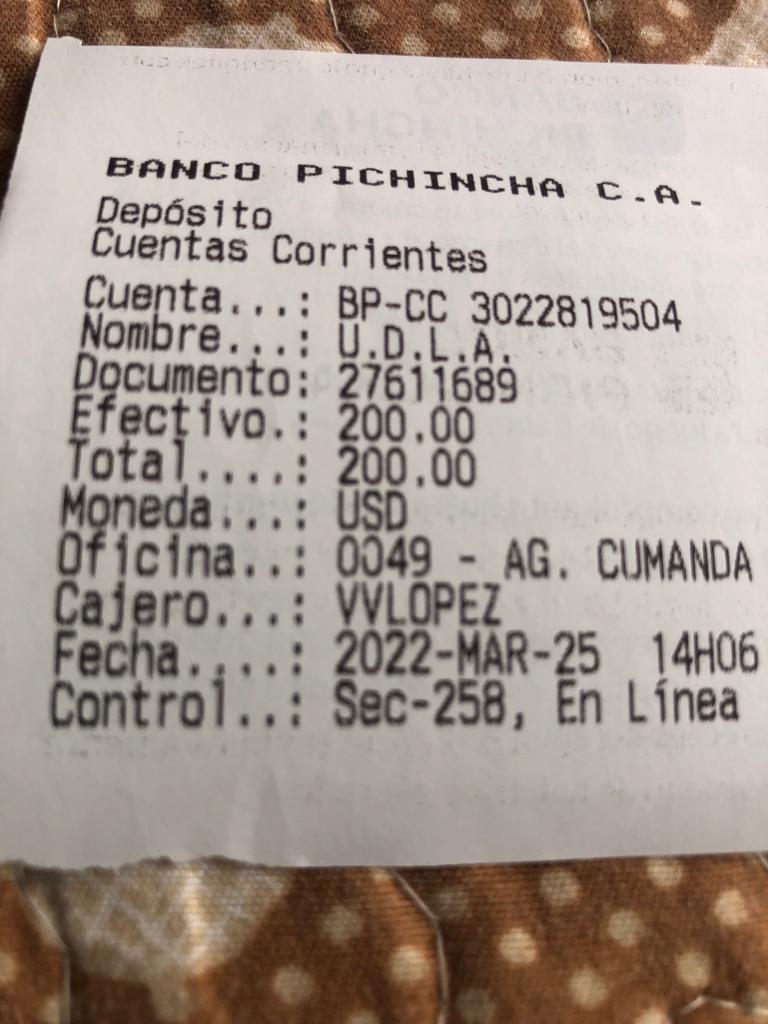 BANCO PICHINCHA C.A.
Depósito
Cuentas Corrientes
Cuenta...: BP-CC 3022819504
Nombre...: U.D.L.A.
Documento: 27611689
Efectivo.: 200.00
Total....: 200.00
Moneda...: USD
Oficina..: 0049 - AG. CUMANDA
Cajero...: VVLOPEZ
Fecha....: 2022-MAR-25 14H06
Control..: Sec-258, En Línea